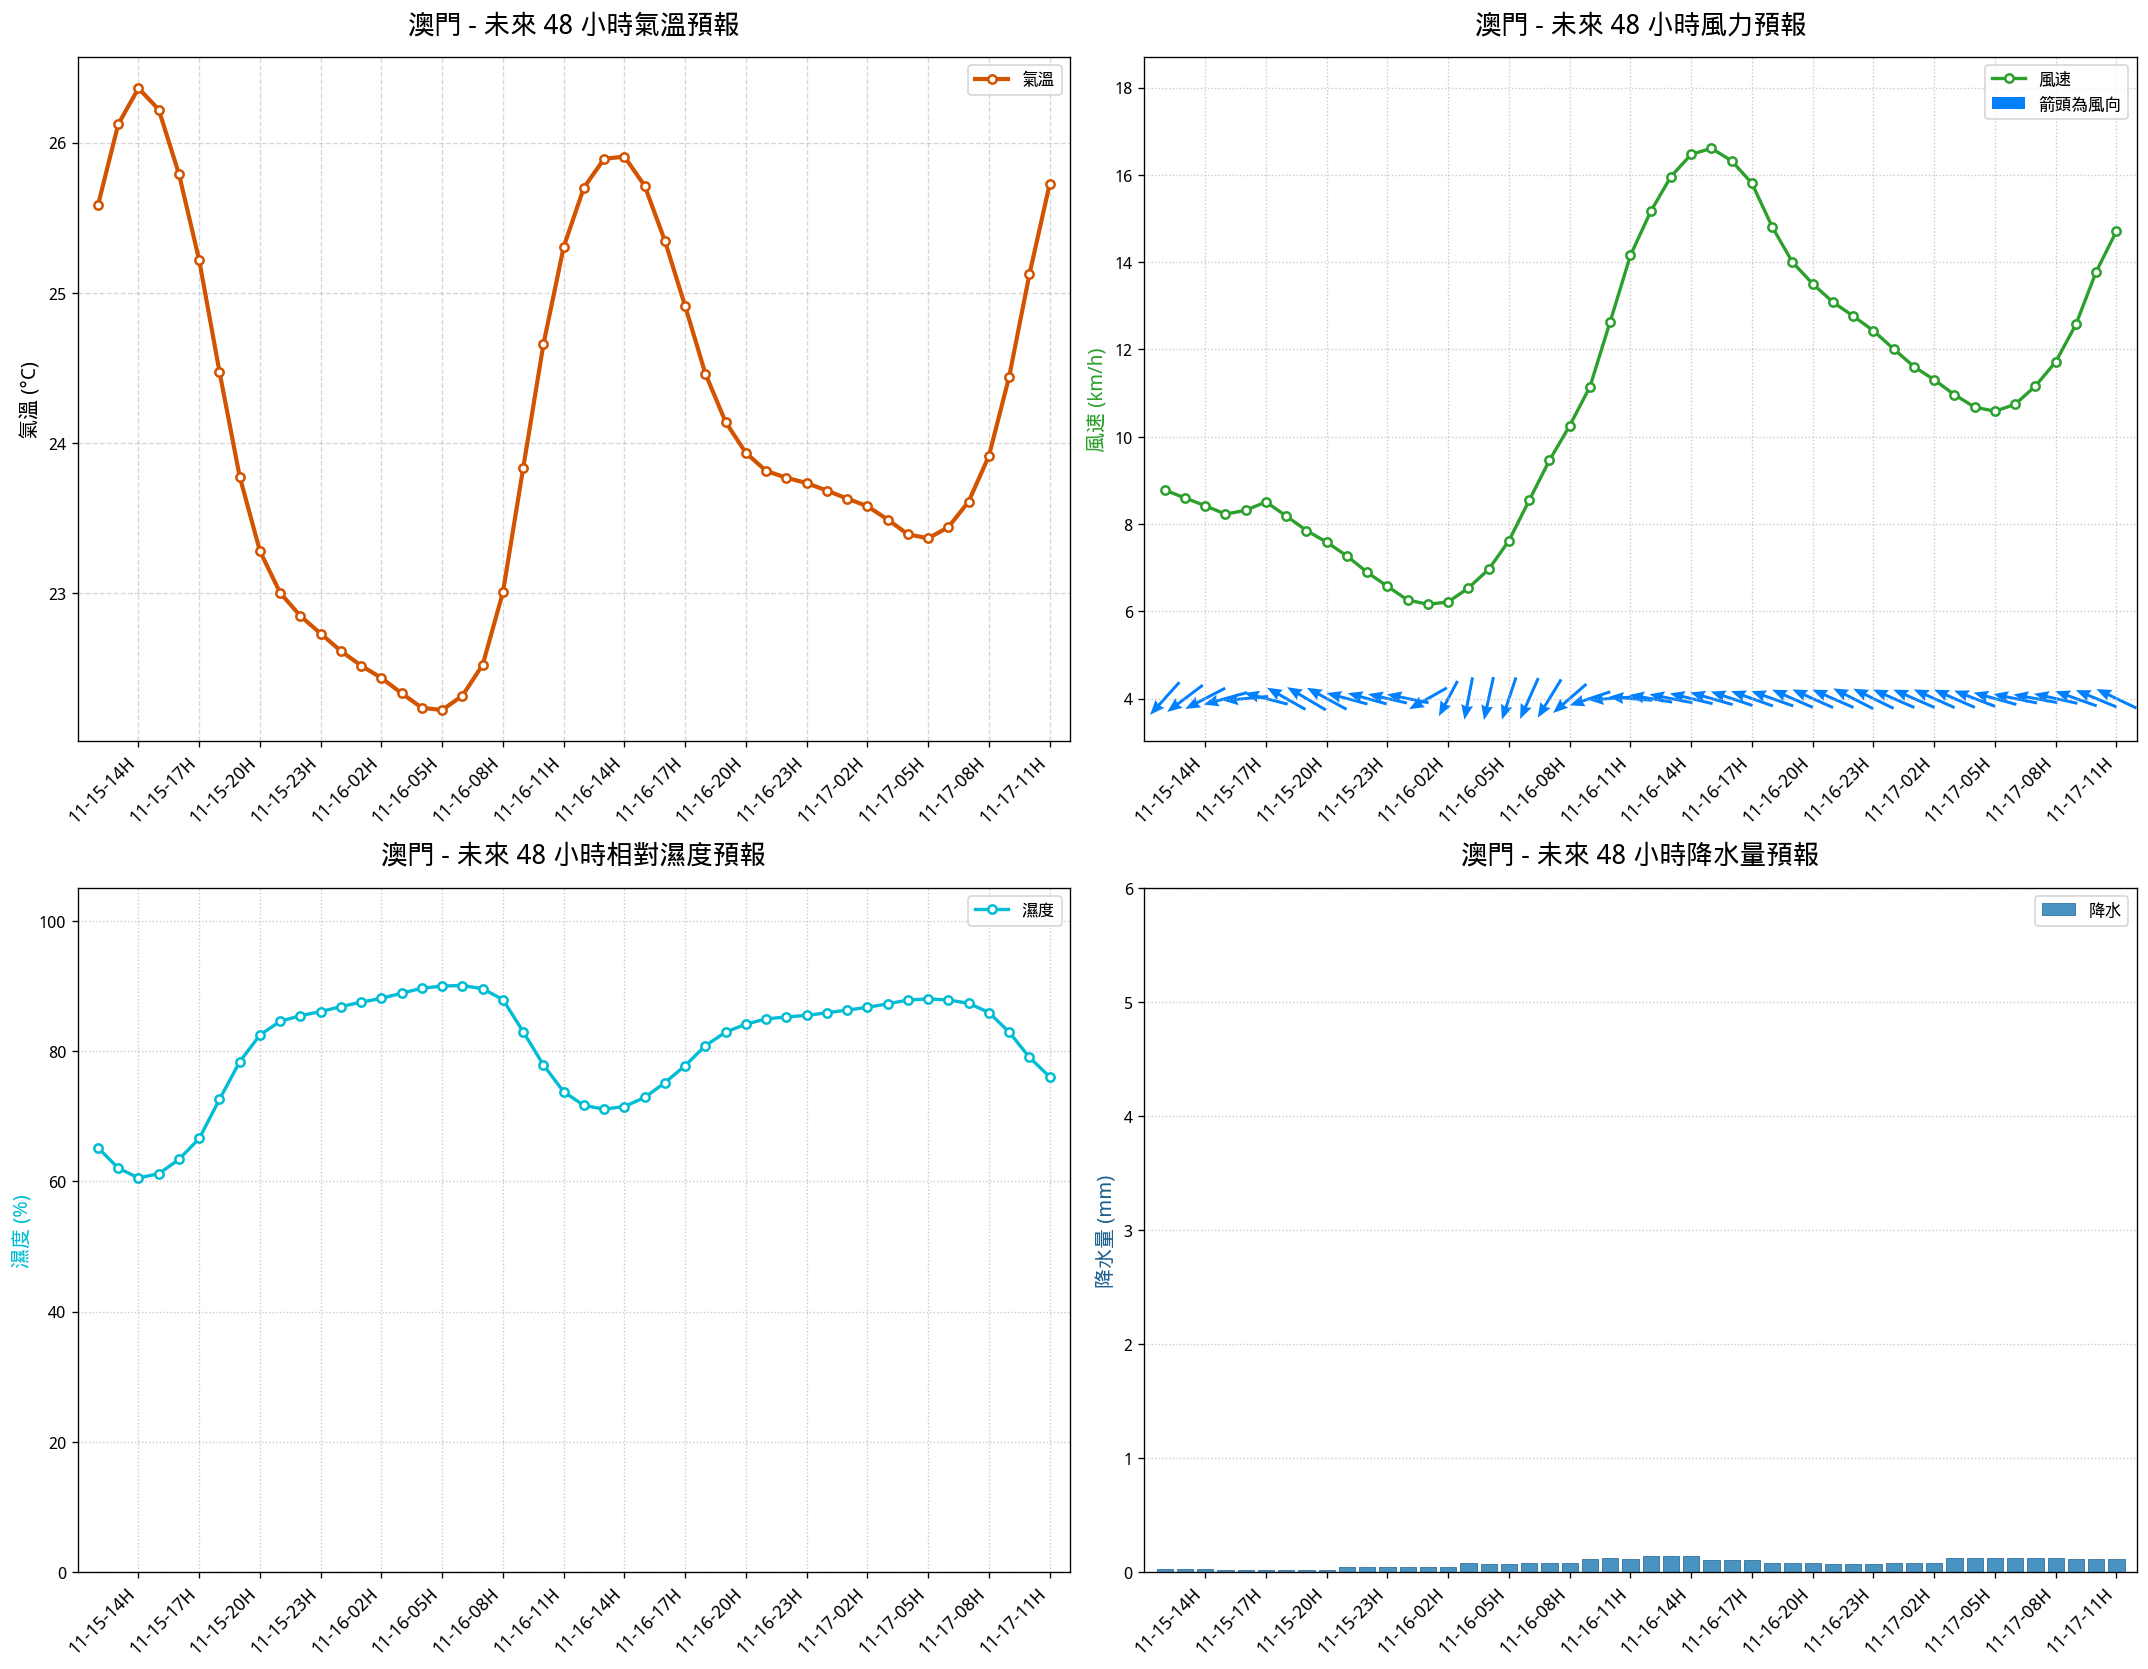 澳門 - 未來 48 小時氣溫預報
氣溫
氣溫 (°C)
26
25
24
23
11-15-14H
11-15-17H
11-15-20H
11-15-23H
11-16-02H
11-16-05H
11-16-08H
11-16-11H
11-16-14H
11-16-17H
11-16-20H
11-16-23H
11-17-02H
11-17-05H
11-17-08H
11-17-11H
澳門 - 未來 48 小時風力預報
風速
箭頭為風向
風速 (km/h)
18
16
14
12
10
8
6
4
11-15-14H
11-15-17H
11-15-20H
11-15-23H
11-16-02H
11-16-05H
11-16-08H
11-16-11H
11-16-14H
11-16-17H
11-16-20H
11-16-23H
11-17-02H
11-17-05H
11-17-08H
11-17-11H
澳門 - 未來 48 小時相對濕度預報
濕度
濕度 (%)
100
80
60
40
20
0
11-15-14H
11-15-17H
11-15-20H
11-15-23H
11-16-02H
11-16-05H
11-16-08H
11-16-11H
11-16-14H
11-16-17H
11-16-20H
11-16-23H
11-17-02H
11-17-05H
11-17-08H
11-17-11H
澳門 - 未來 48 小時降水量預報
降水
降水量 (mm)
6
5
4
3
2
1
0
11-15-14H
11-15-17H
11-15-20H
11-15-23H
11-16-02H
11-16-05H
11-16-08H
11-16-11H
11-16-14H
11-16-17H
11-16-20H
11-16-23H
11-17-02H
11-17-05H
11-17-08H
11-17-11H